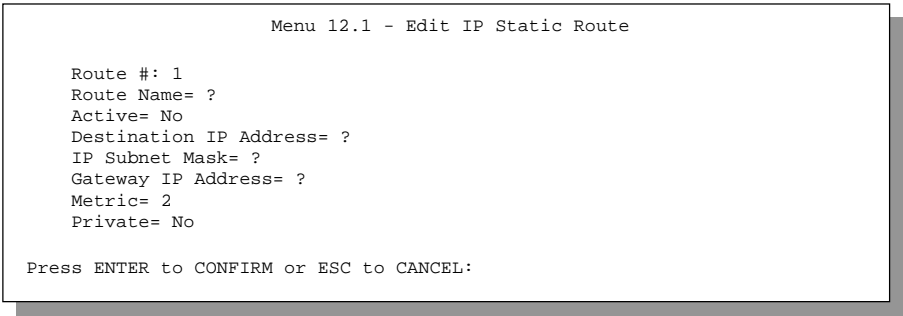 Menu 12.1 - Edit IP Static Route
Route #: 1
Route Name= ?
Active= No
Destination IP Address= ?
IP Subnet Mask= ?
Gateway IP Address= ?
Metric= 2
Private= No
Press ENTER to CONFIRM or ESC to CANCEL: